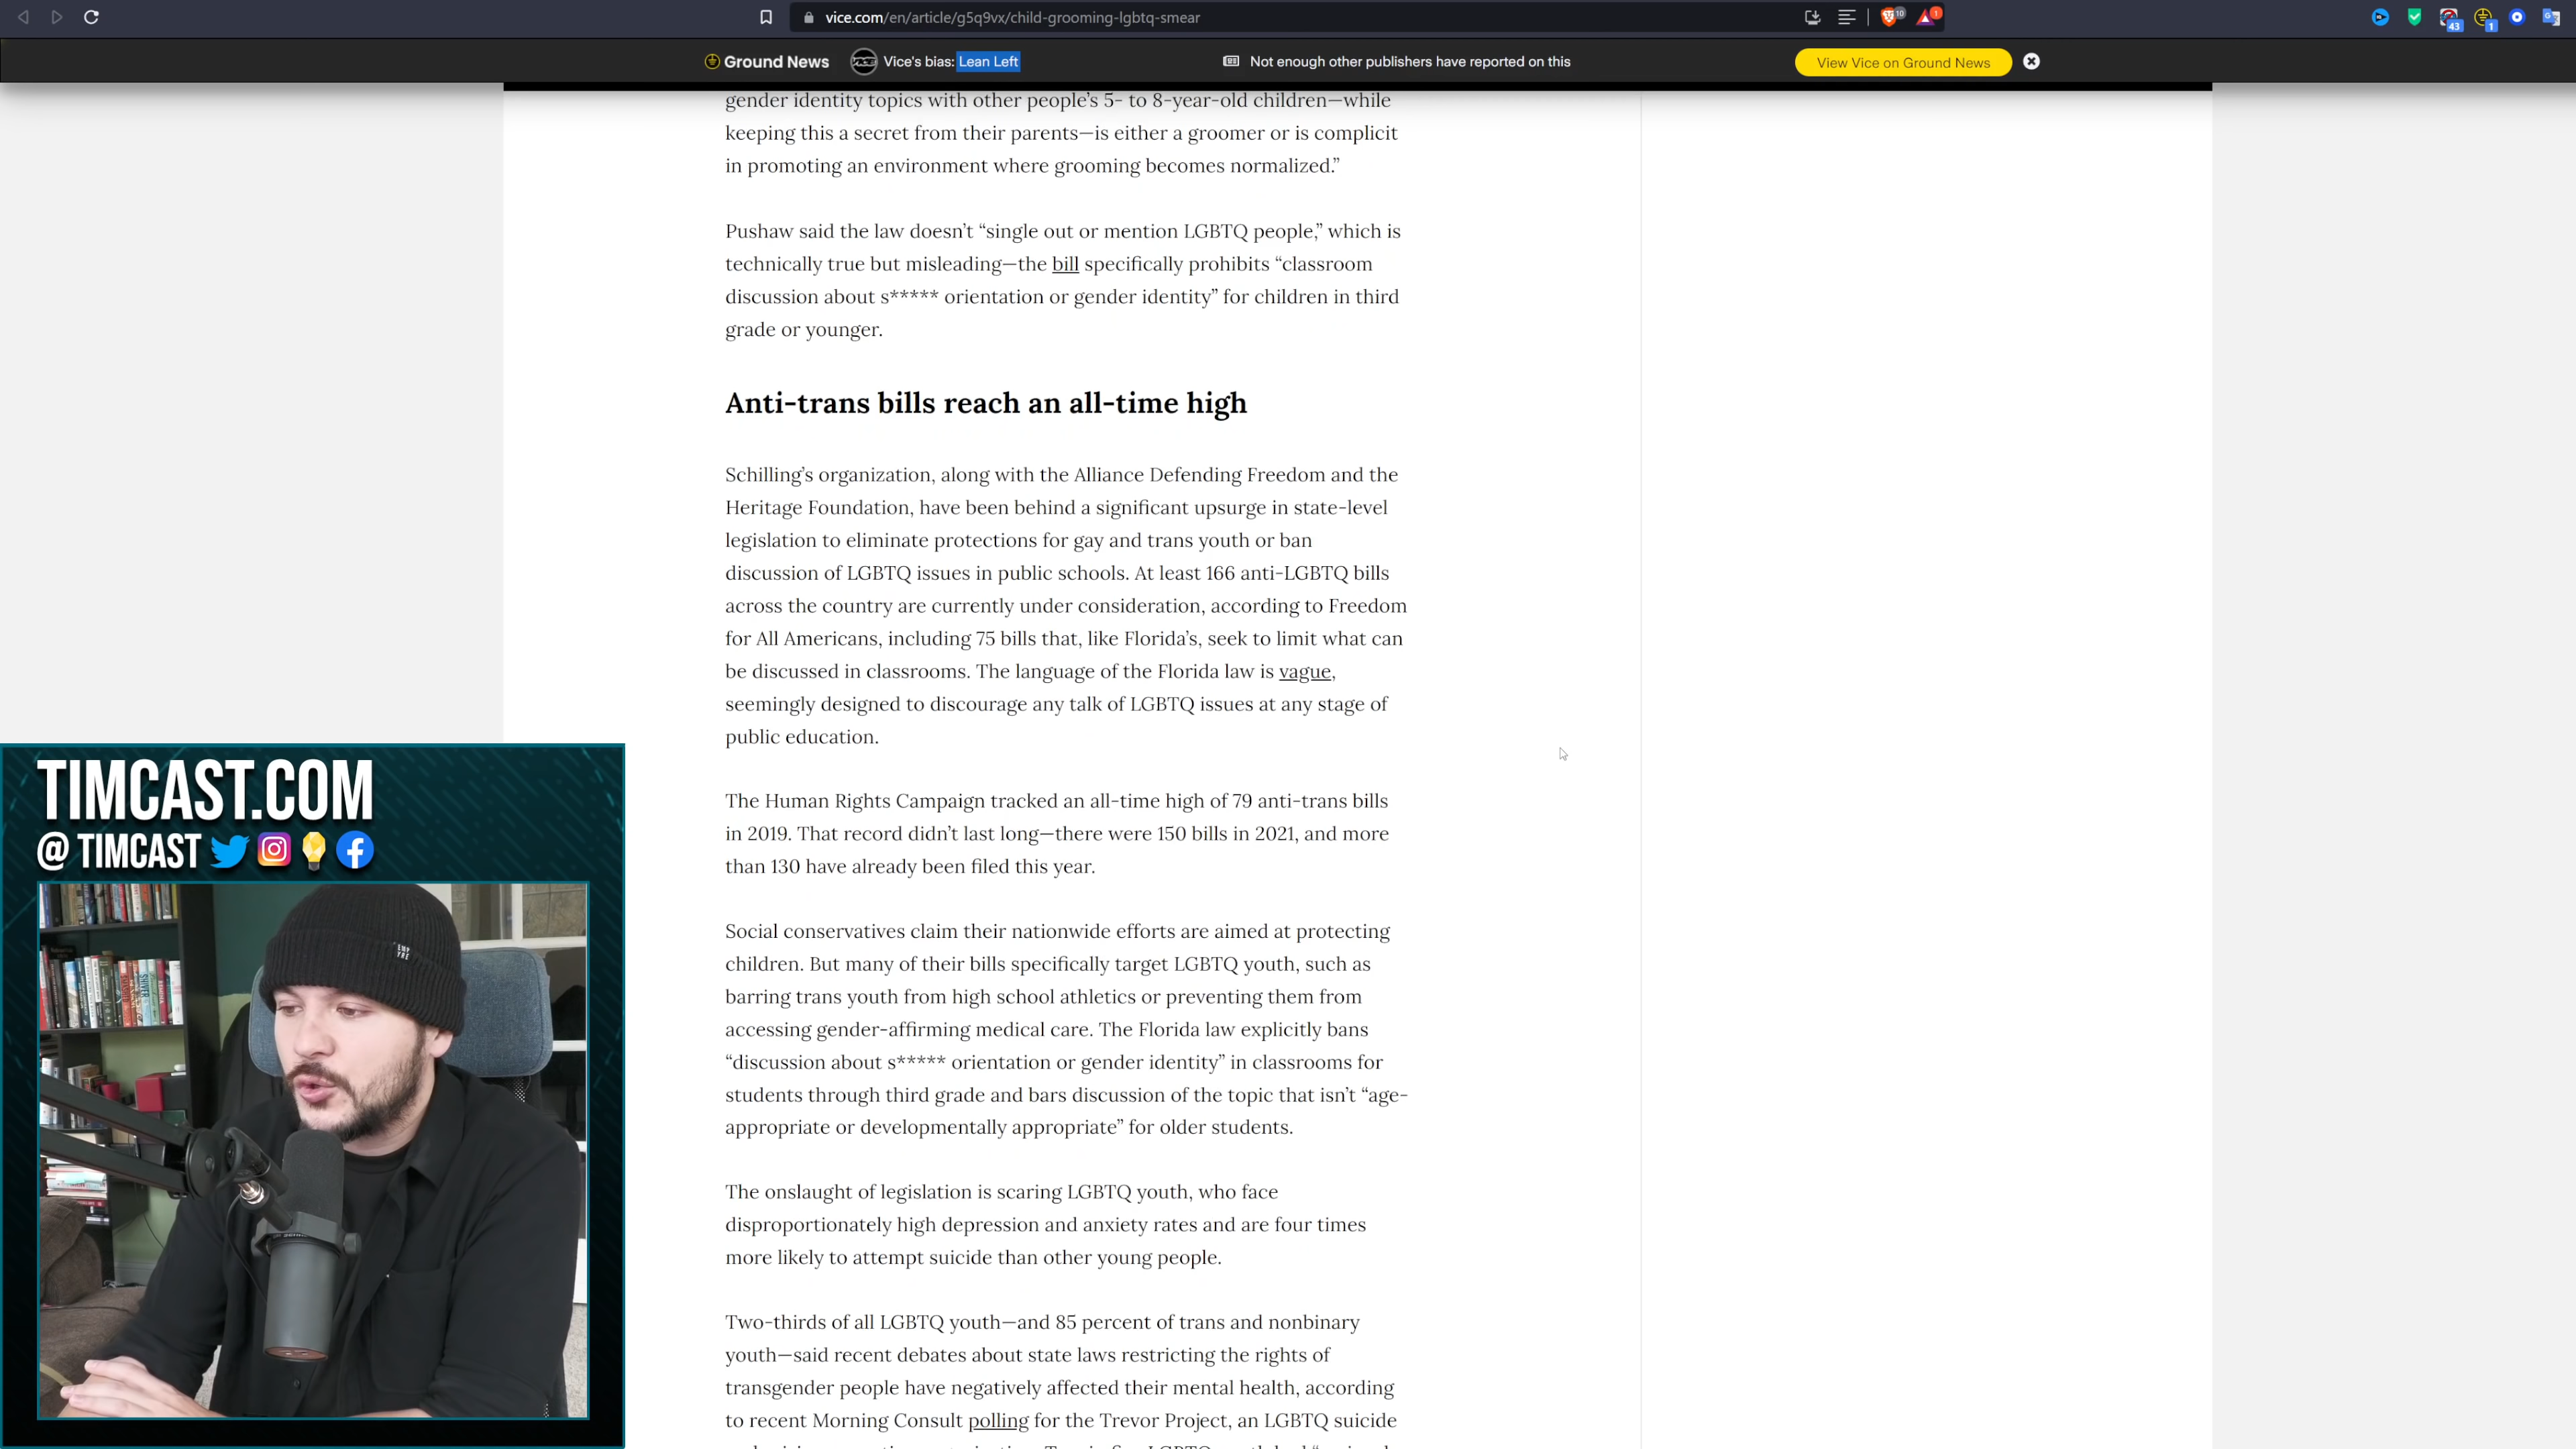 vice.com/en/article/g5q9vx/child-grooming-lgbtq-smear
10
1
43
1
Ground News
VICE
Vice's bias: Lean Left
Not enough other publishers have reported on this
View Vice on Ground News
gender identity topics with other people’s 5- to 8-year-old children—while
keeping this a secret from their parents—is either a groomer or is complicit
in promoting an environment where grooming becomes normalized.”
Pushaw said the law doesn’t “single out or mention LGBTQ people,” which is
technically true but misleading—the bill specifically prohibits “classroom
discussion about s***** orientation or gender identity” for children in third
grade or younger.
Anti-trans bills reach an all-time high
Schilling’s organization, along with the Alliance Defending Freedom and the
Heritage Foundation, have been behind a significant upsurge in state-level
legislation to eliminate protections for gay and trans youth or ban
discussion of LGBTQ issues in public schools. At least 166 anti-LGBTQ bills
across the country are currently under consideration, according to Freedom
for All Americans, including 75 bills that, like Florida’s, seek to limit what can
be discussed in classrooms. The language of the Florida law is vague,
seemingly designed to discourage any talk of LGBTQ issues at any stage of
public education.
The Human Rights Campaign tracked an all-time high of 79 anti-trans bills
in 2019. That record didn’t last long—there were 150 bills in 2021, and more
than 130 have already been filed this year.
Social conservatives claim their nationwide efforts are aimed at protecting
children. But many of their bills specifically target LGBTQ youth, such as
barring trans youth from high school athletics or preventing them from
accessing gender-affirming medical care. The Florida law explicitly bans
“discussion about s***** orientation or gender identity” in classrooms for
students through third grade and bars discussion of the topic that isn’t “age-
appropriate or developmentally appropriate” for older students.
The onslaught of legislation is scaring LGBTQ youth, who face
disproportionately high depression and anxiety rates and are four times
more likely to attempt suicide than other young people.
Two-thirds of all LGBTQ youth—and 85 percent of trans and nonbinary
youth—said recent debates about state laws restricting the rights of
transgender people have negatively affected their mental health, according
to recent Morning Consult polling for the Trevor Project, an LGBTQ suicide
TIMCAST.COM
@ TIMCAST